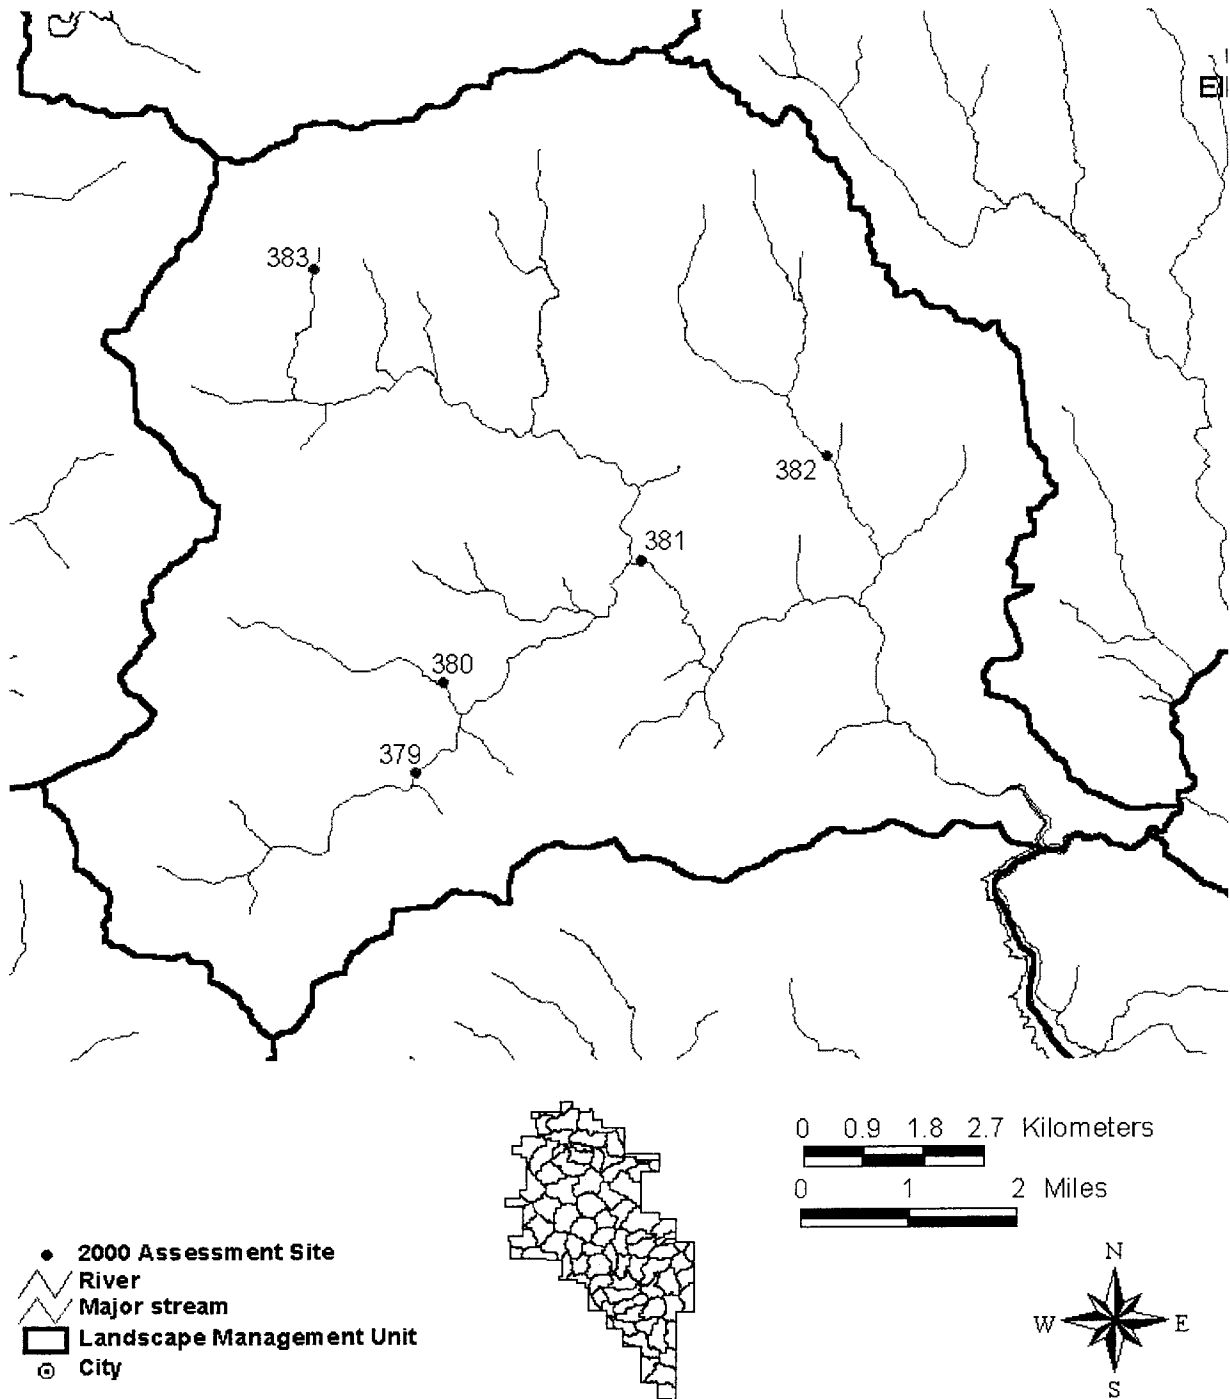 383
382
381
380
379
0 0.9 1.8 2.7 Kilometers
0 1 2 Miles
2000 Assessment Site
River
Major stream
Landscape Management Unit
City
N
W E
S